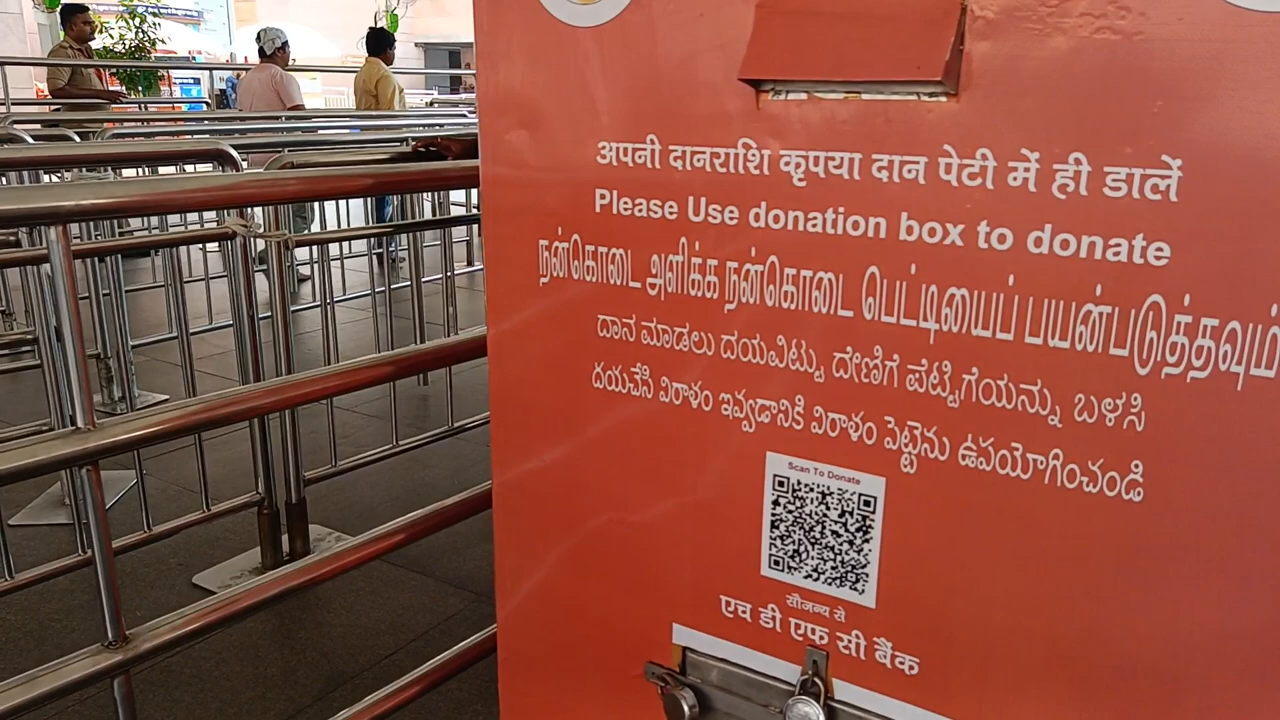 अपनी दानराशि कृपया दान पेटी में ही डालें
Please Use donation box to donate
நன்கொடை அளிக்க நன்கொடை பெட்டியைப் பயன்படுத்தவும்
ದಾನ ಮಾಡಲು ದಯವಿಟ್ಟು ದೇಣಿಗೆ ಪೆಟ್ಟಿಗೆಯನ್ನು ಬಳಸಿ
దయచేసి విరాళం ఇవ్వడానికి విరాళం పెట్టెను ఉపయోగించండి
Scan To Donate
सौजन्य से
एच डी एफ सी बैंक